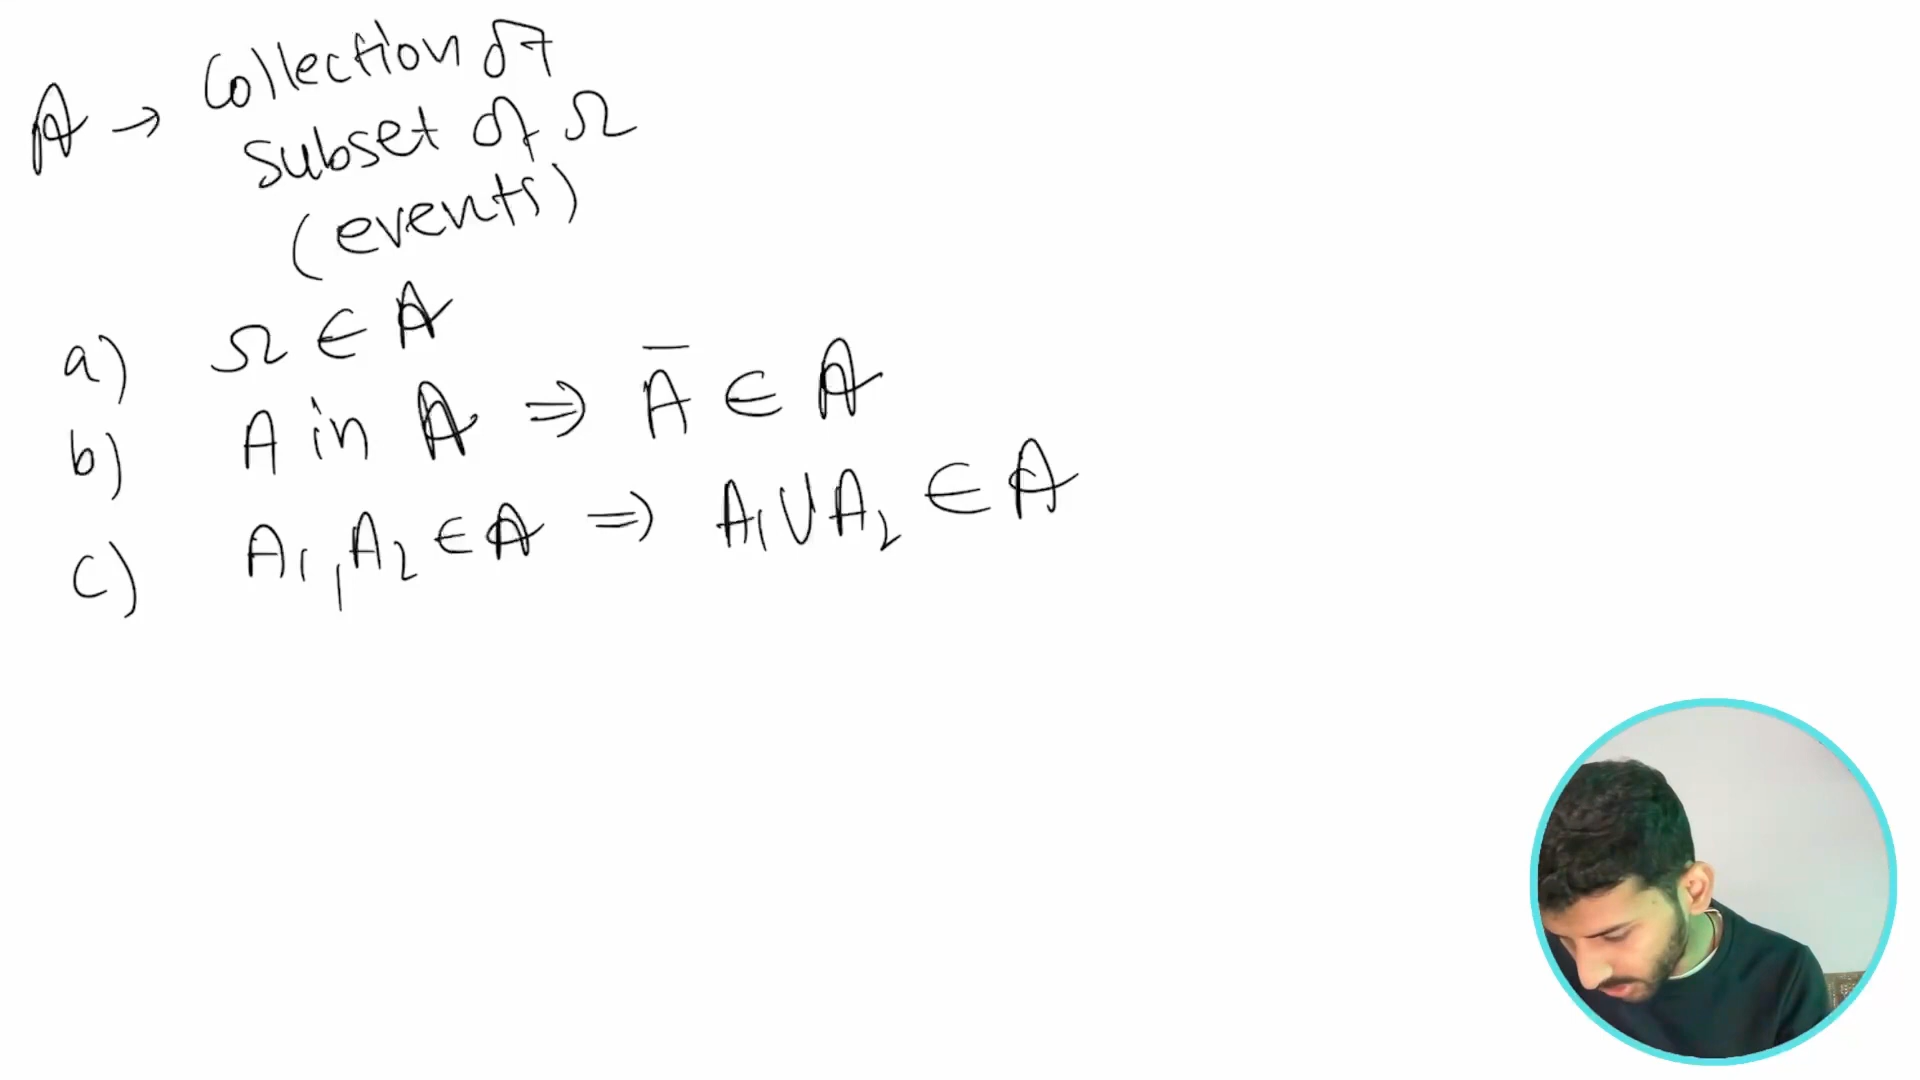 A → Collection of
subset of Ω
(events)
a) Ω ∈ A
b) A in A ⇒ A̅ ∈ A
c) A₁, A₂ ∈ A ⇒ A₁ ∪ A₂ ∈ A